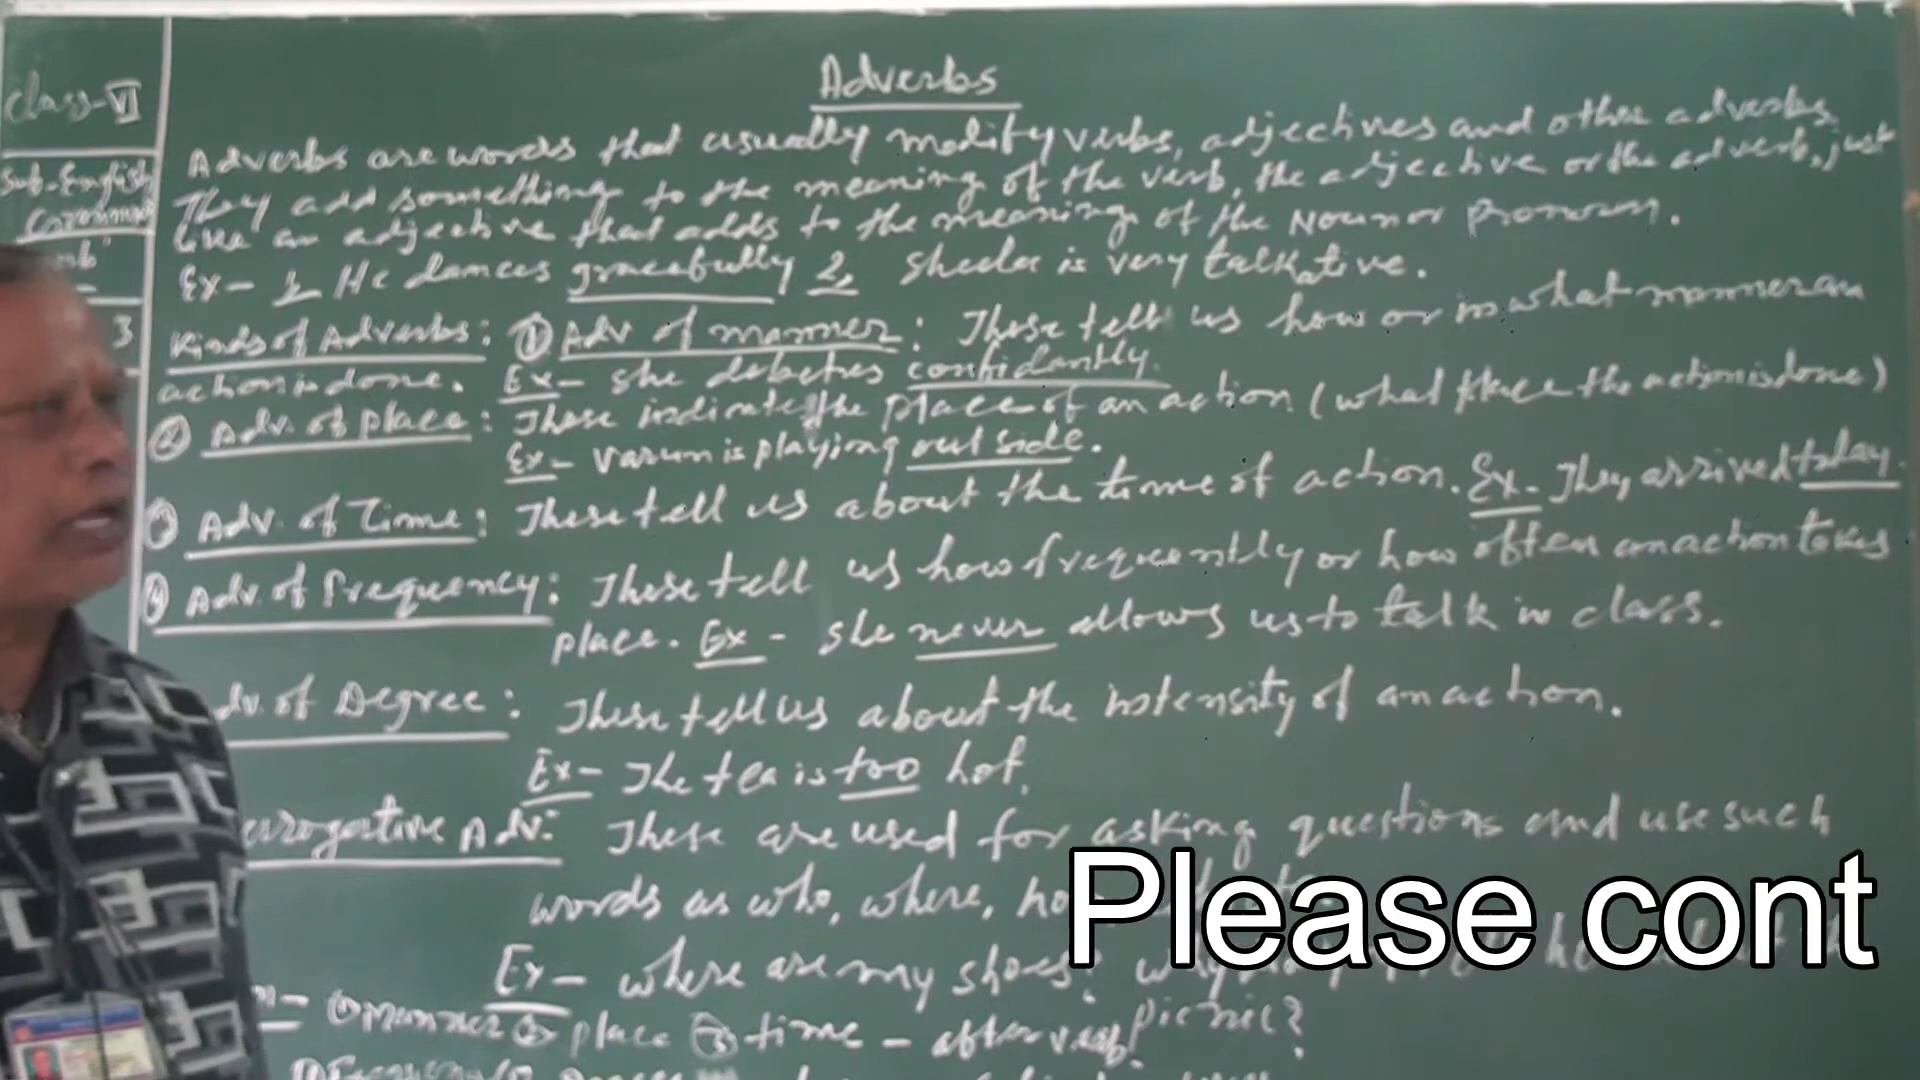 Class-VI
Sub-English
Adverbs
Adverbs are words that usually modify verbs, adjectives and other adverbs.
They add something to the meaning of the verb, the adjective or the adverb, just
like an adjective that adds to the meaning of the Noun or Pronoun.
Ex- 1, He dances gracefully 2, Sheela is very talkative.
3
Kinds of Adverbs: ① Adv of manner: These tell us how or in what manner an
action is done. Ex- She debates confidantly.
② Adv. of place: These indicate the place of an action (what place the action is done)
Ex- Varun is playing outside.
③ Adv. of Time: These tell us about the time of action. Ex- They arrived today.
④ Adv. of Frequency: These tell us how frequently or how often an action takes
place. Ex- She never allows us to talk in class.
dv. of Degree: These tell us about the intensity of an action.
Ex- The tea is too hot.
errogative Adv: These are used for asking questions and use such
words as who, where, ho
Please cont
Ex- where are my shoes?
① manner ② place ③ time - after verb
picnic?